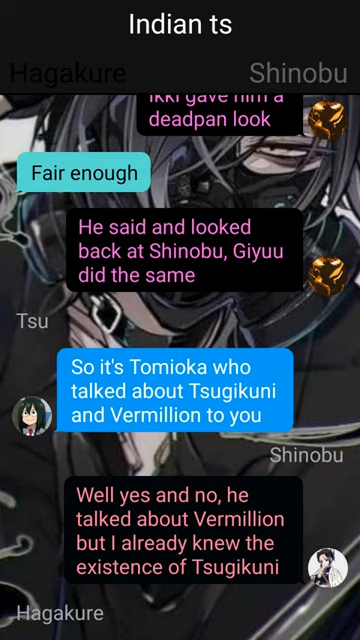 Indian ts
Hagakure
Shinobu
Ikki gave him a
deadpan look
Fair enough
He said and looked
back at Shinobu, Giyuu
did the same
Tsu
So it's Tomioka who
talked about Tsugikuni
and Vermillion to you
Shinobu
Well yes and no, he
talked about Vermillion
but I already knew the
existence of Tsugikuni
Hagakure